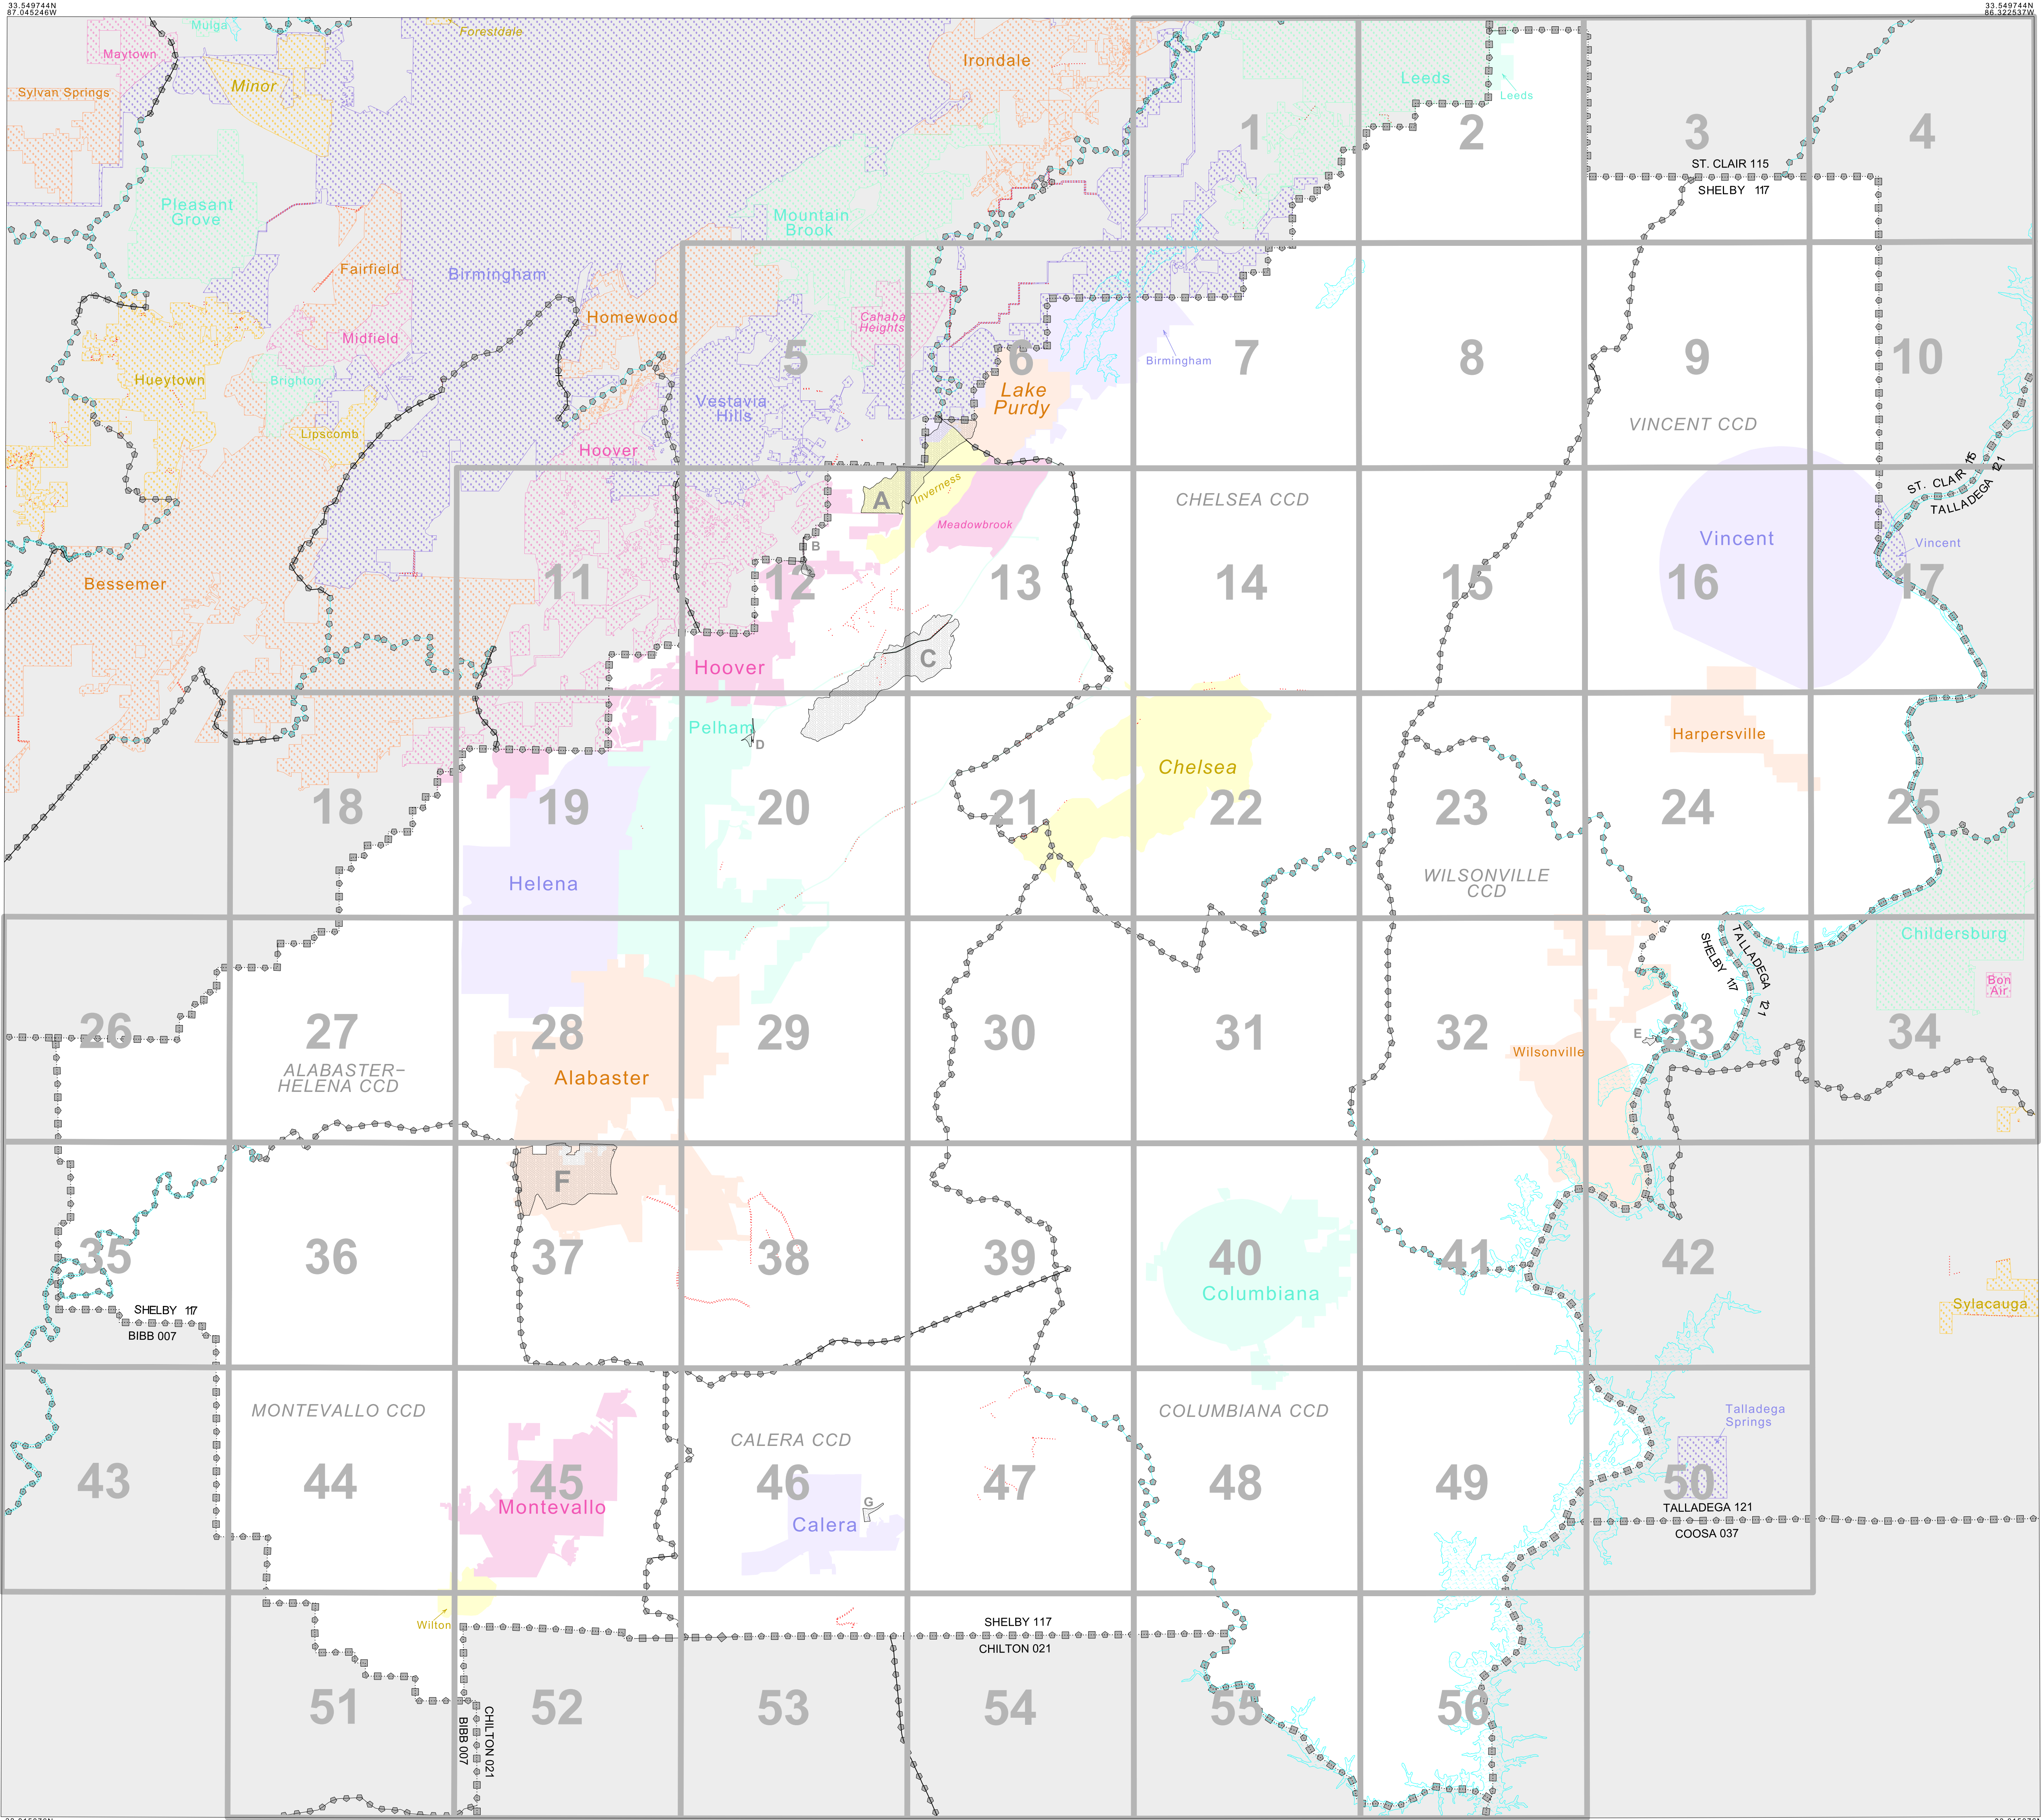 33.549744N
87.045246W
33.549744N
86.322537W
Mulga
Forestdale
Maytown
Irondale
Minor
Sylvan Springs
Leeds
Leeds
1
2
3
4
ST. CLAIR 115
SHELBY 117
Pleasant
Grove
Mountain
Brook
Fairfield
Birmingham
Homewood
Cahaba
Heights
Midfield
Hueytown
Brighton
Lipscomb
Vestavia
Hills
Hoover
5
6
Lake
Purdy
Birmingham
7
8
9
10
VINCENT CCD
ST. CLAIR 115
TALLADEGA 121
A
Inverness
Meadowbrook
CHELSEA CCD
B
Vincent
Vincent
Bessemer
11
12
13
14
15
16
17
C
Hoover
Pelham
D
Chelsea
Harpersville
18
19
20
21
22
23
24
25
Helena
WILSONVILLE
CCD
Childersburg
SHELBY 117
TALLADEGA 121
Bon
Air
26
27
28
29
30
31
32
33
34
E
Wilsonville
ALABASTER–
HELENA CCD
Alabaster
F
35
36
37
38
39
40
41
42
Columbiana
SHELBY 117
BIBB 007
Sylacauga
MONTEVALLO CCD
CALERA CCD
COLUMBIANA CCD
Talladega
Springs
43
44
45
46
47
48
49
50
Montevallo
G
Calera
TALLADEGA 121
COOSA 037
Wilton
SHELBY 117
CHILTON 021
51
52
53
54
55
56
BIBB 007
CHILTON 021